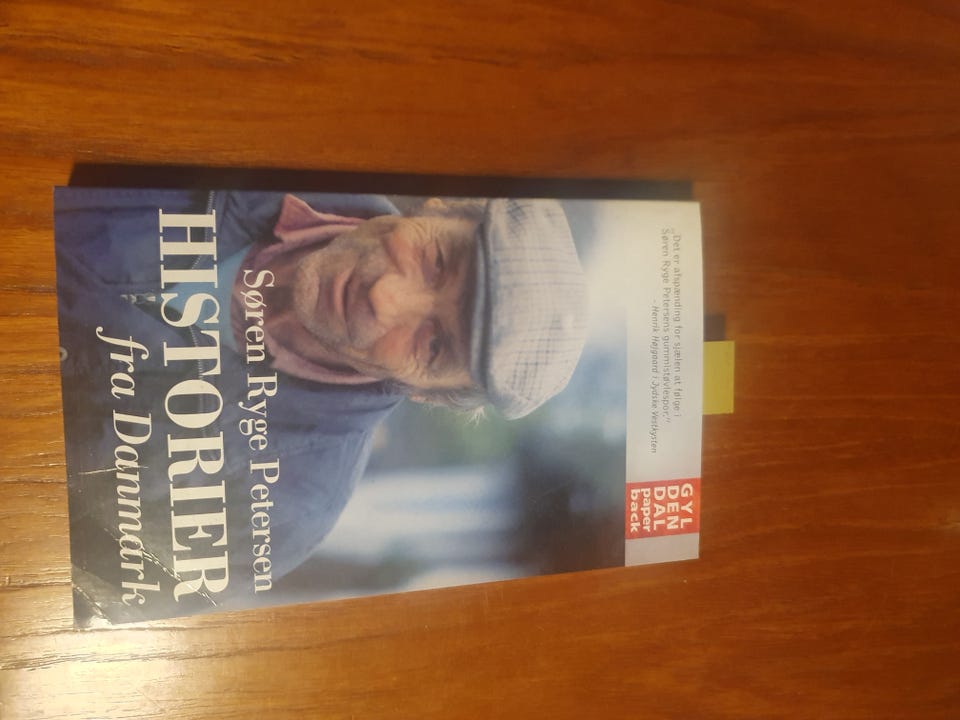 „Det er afspænding for sjælen at følge i
Søren Ryge Petersens gummistøvlespor.“
– Henrik Højgaard i Jydske Vestkysten
GYL
DEN
DAL
paper
back
Søren Ryge Petersen
HISTORIER
fra Danmark